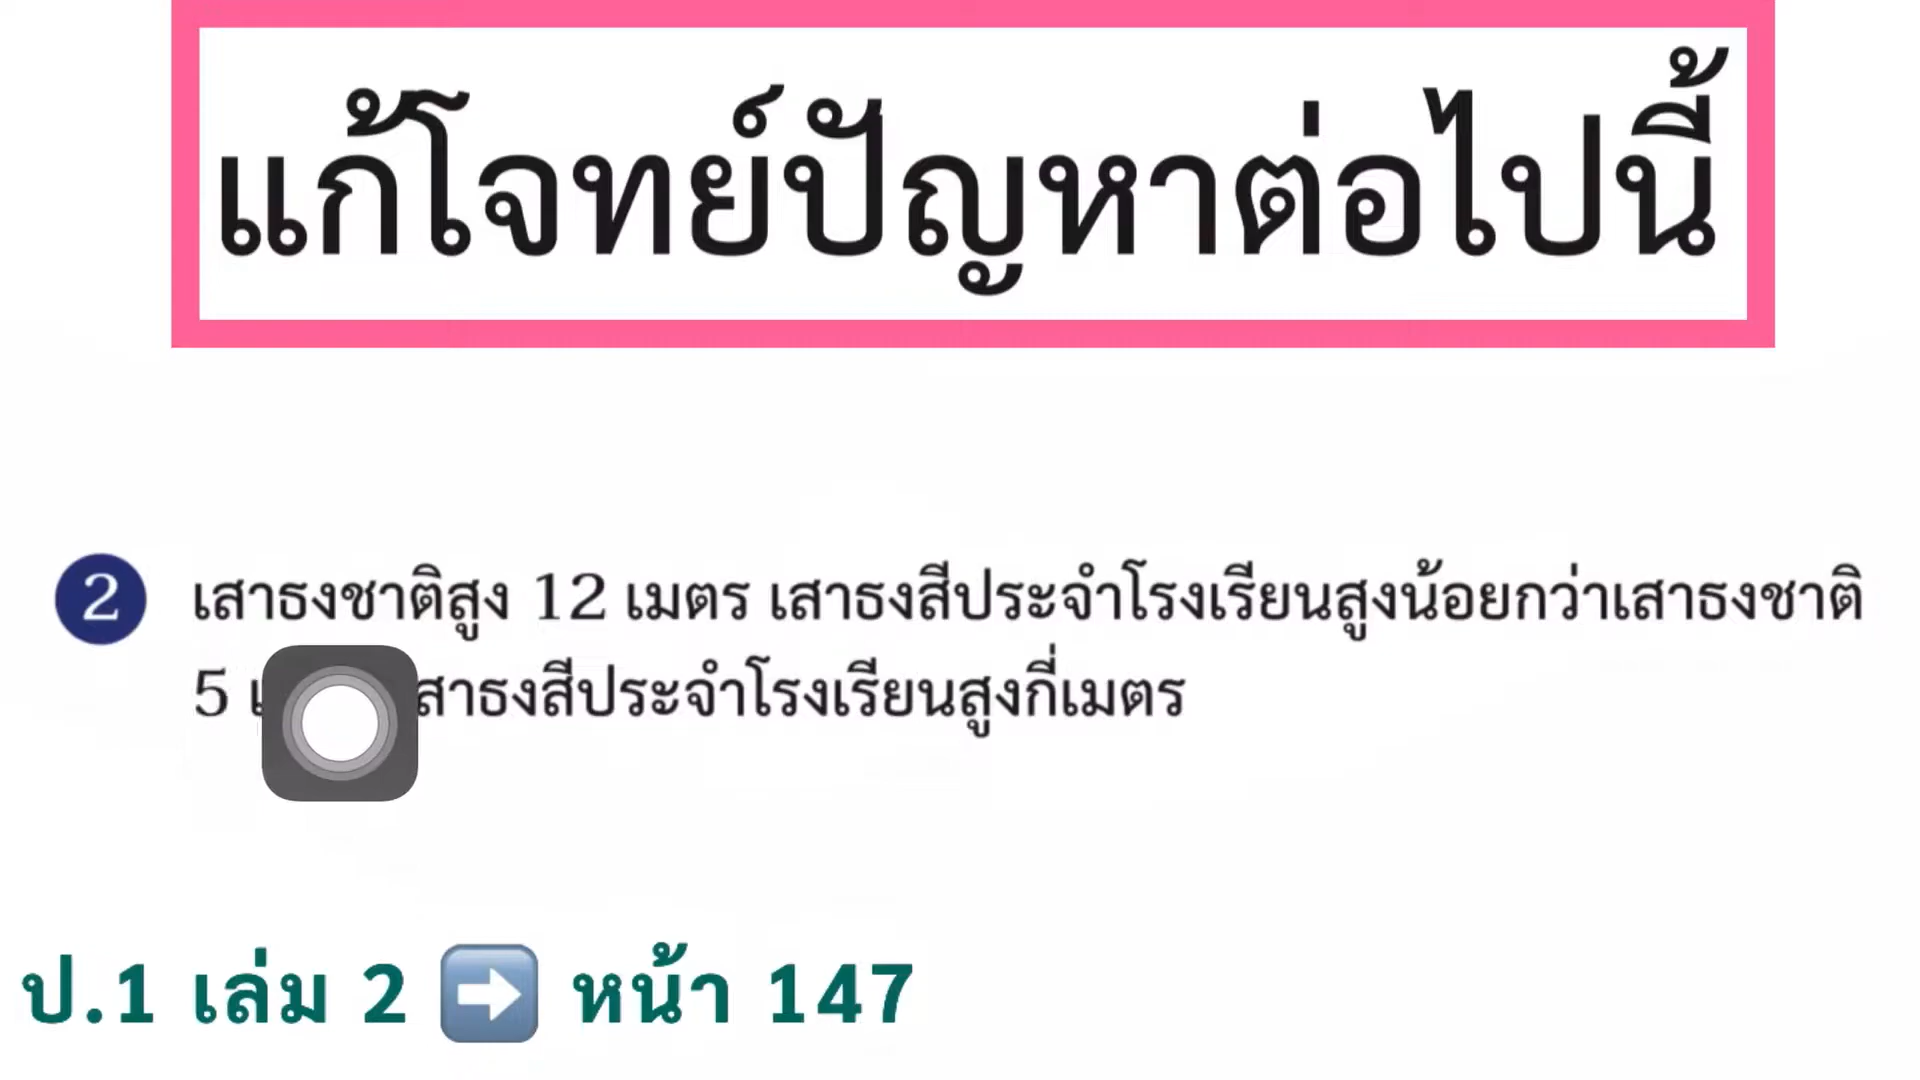 แก้โจทย์ปัญหาต่อไปนี้
2 เสาธงชาติสูง 12 เมตร เสาธงสีประจำโรงเรียนสูงน้อยกว่าเสาธงชาติ
5 สาธงสีประจำโรงเรียนสูงกี่เมตร
ป.1 เล่ม 2 ➡ หน้า 147